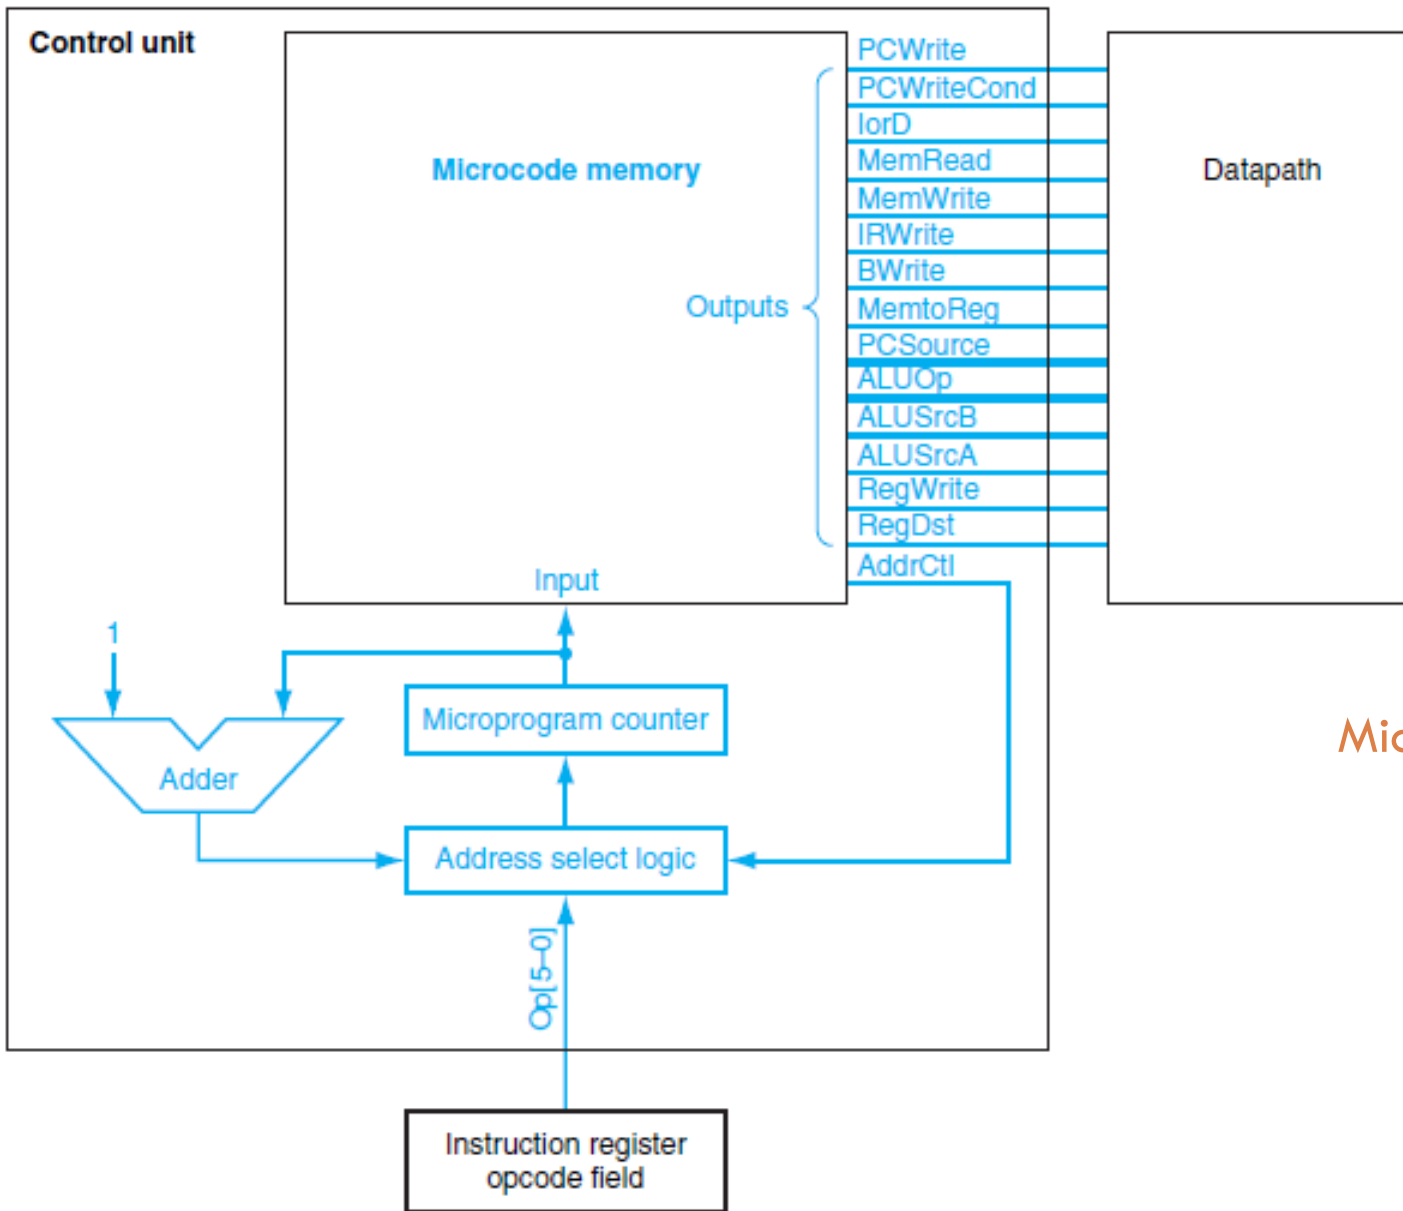 Control unit
Microcode memory
Outputs
Input
PCWrite
PCWriteCond
IorD
MemRead
MemWrite
IRWrite
BWrite
MemtoReg
PCSource
ALUOp
ALUSrcB
ALUSrcA
RegWrite
RegDst
AddrCtl
Datapath
1
Adder
Microprogram counter
Address select logic
Op[5–0]
Instruction register
opcode field
Mic